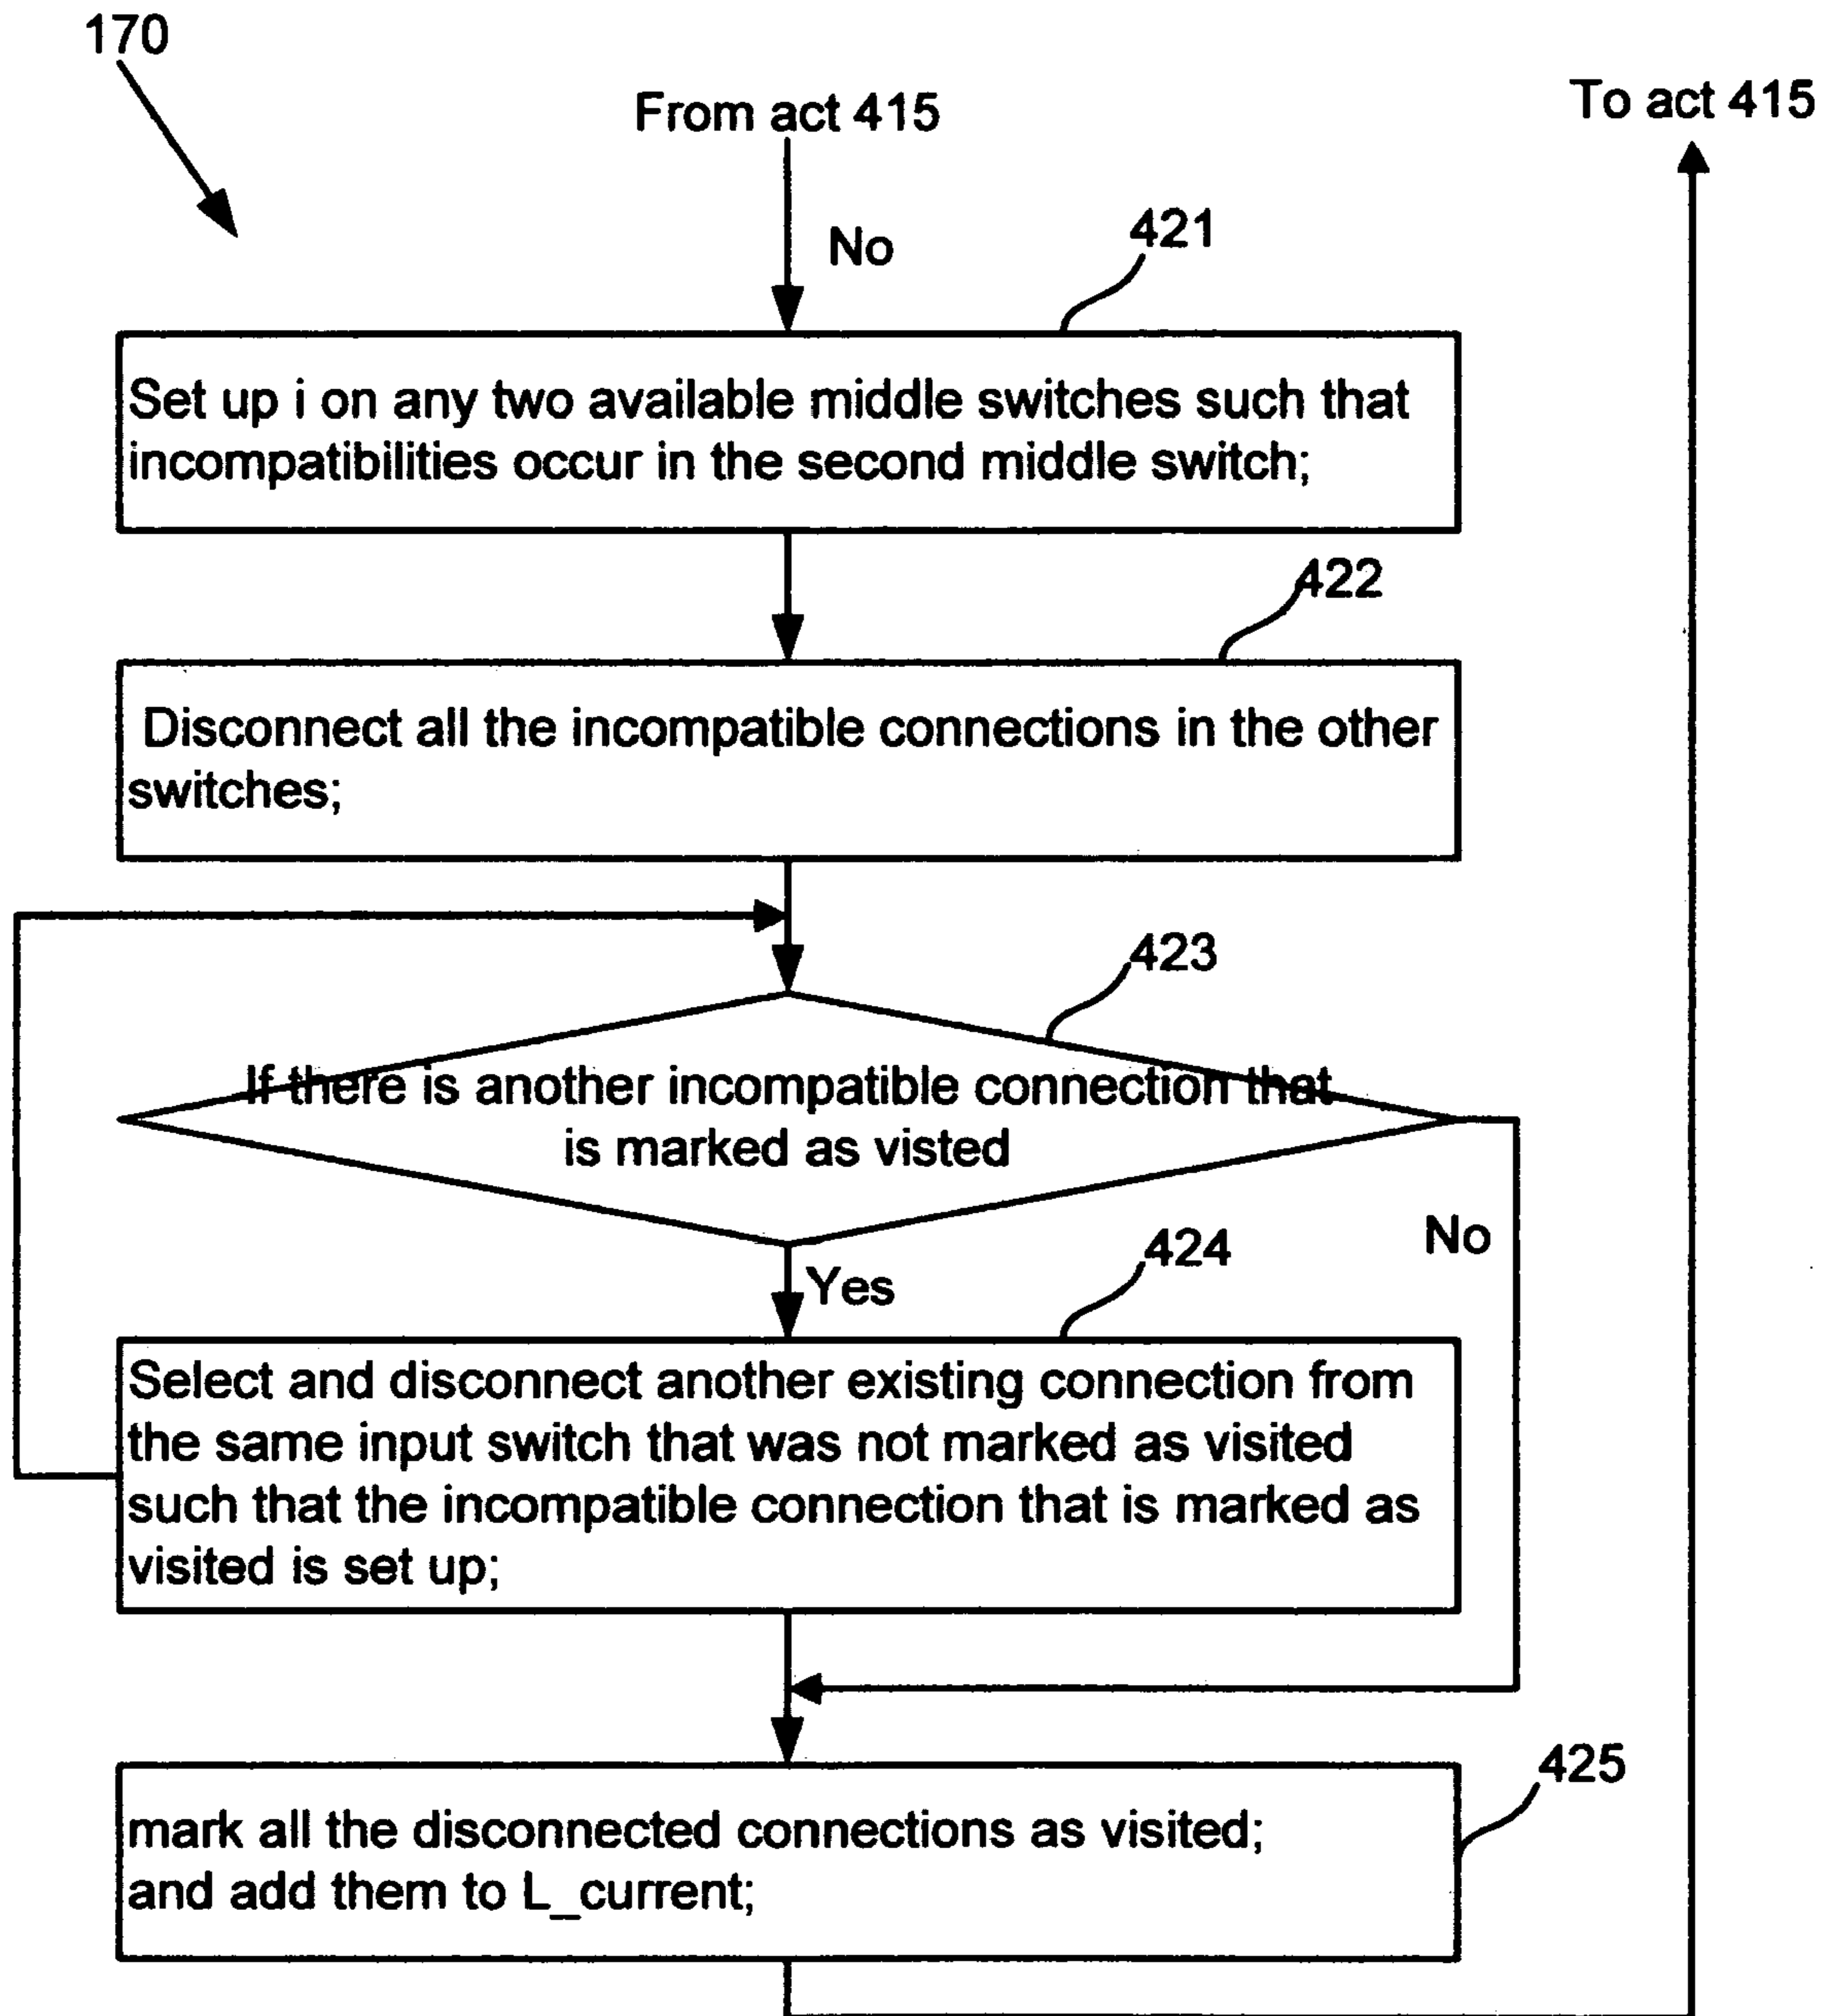 170
From act 415
To act 415
No
421
Set up i on any two available middle switches such that
incompatibilities occur in the second middle switch;
422
Disconnect all the incompatible connections in the other
switches;
423
If there is another incompatible connection that
is marked as visted
No
424
Yes
Select and disconnect another existing connection from
the same input switch that was not marked as visited
such that the incompatible connection that is marked as
visited is set up;
425
mark all the disconnected connections as visited;
and add them to L_current;